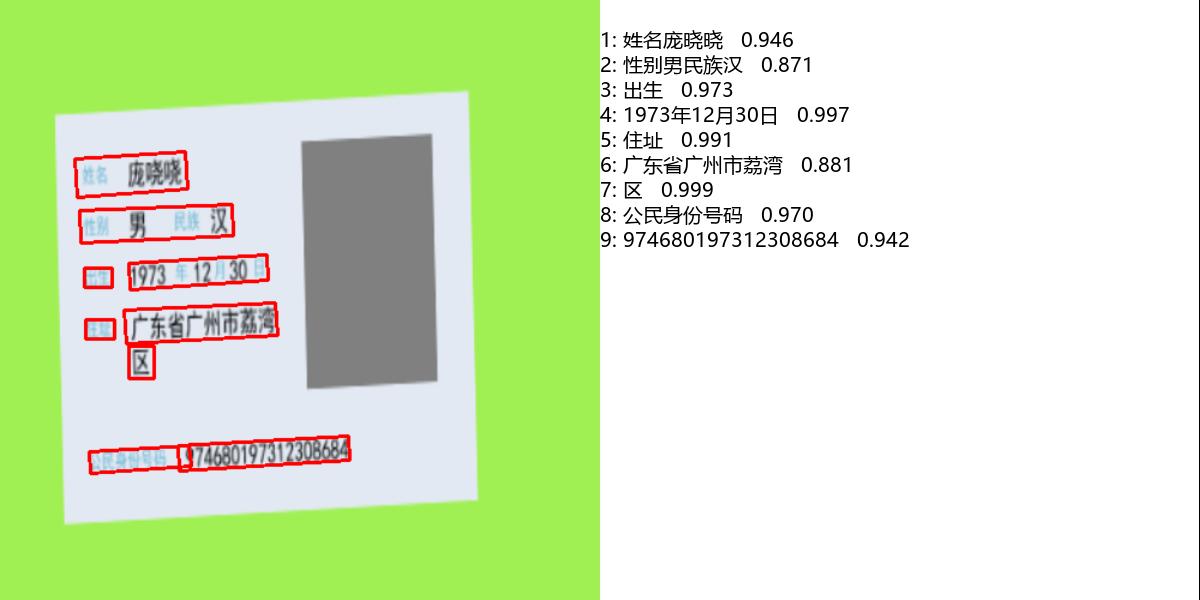 姓名 庞晓晓
性别 男 民族 汉
出生 1973 年 12 月 30 日
住址 广东省广州市荔湾
区
公民身份号码 974680197312308684
1: 姓名庞晓晓 0.946
2: 性别男民族汉 0.871
3: 出生 0.973
4: 1973年12月30日 0.997
5: 住址 0.991
6: 广东省广州市荔湾 0.881
7: 区 0.999
8: 公民身份号码 0.970
9: 974680197312308684 0.942